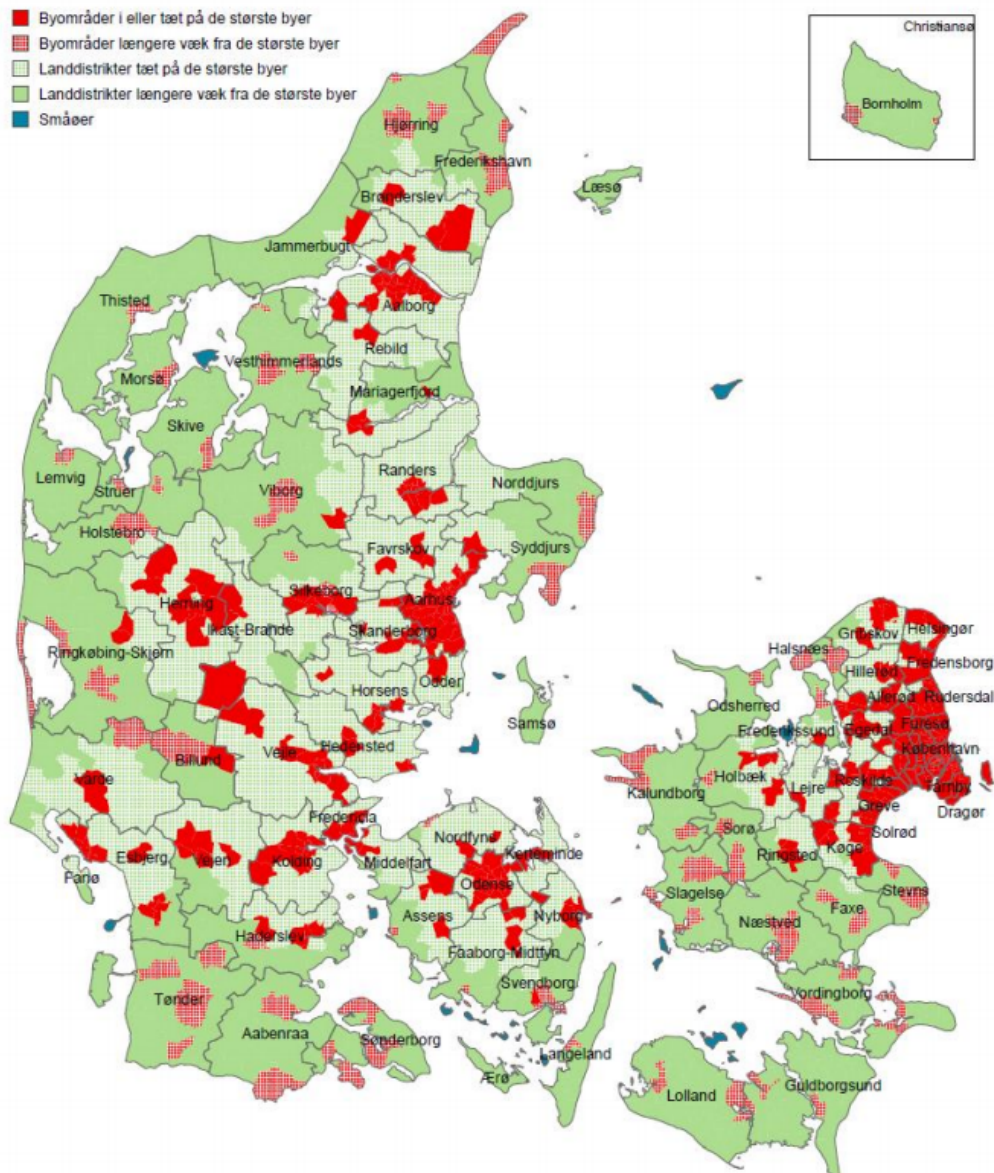 Byområder i eller tæt på de største byer
Byområder længere væk fra de største byer
Landdistrikter tæt på de største byer
Landdistrikter længere væk fra de største byer
Småøer
Christiansø
Bornholm
Hjørring
Frederikshavn
Læsø
Brønderslev
Jammerbugt
Thisted
Aalborg
Rebild
Morsø
Vesthimmerlands
Mariagerfjord
Skive
Lemvig
Struer
Viborg
Randers
Norddjurs
Holstebro
Favrskov
Syddjurs
Herning
Silkeborg
Aarhus
Ikast-Brande
Skanderborg
Ringkøbing-Skjern
Odder
Horsens
Samsø
Hedensted
Billund
Vejle
Varde
Fredericia
Esbjerg
Vejen
Kolding
Fanø
Middelfart
Nordfyns
Kerteminde
Odense
Assens
Nyborg
Haderslev
Faaborg-Midtfyn
Svendborg
Tønder
Aabenraa
Sønderborg
Langeland
Ærø
Gribskov
Helsingør
Halsnæs
Hillerød
Fredensborg
Allerød
Rudersdal
Odsherred
Frederikssund
Egedal
Furesø
København
Holbæk
Roskilde
Tårnby
Kalundborg
Lejre
Greve
Dragør
Solrød
Sorø
Ringsted
Køge
Slagelse
Stevns
Faxe
Næstved
Vordingborg
Lolland
Guldborgsund